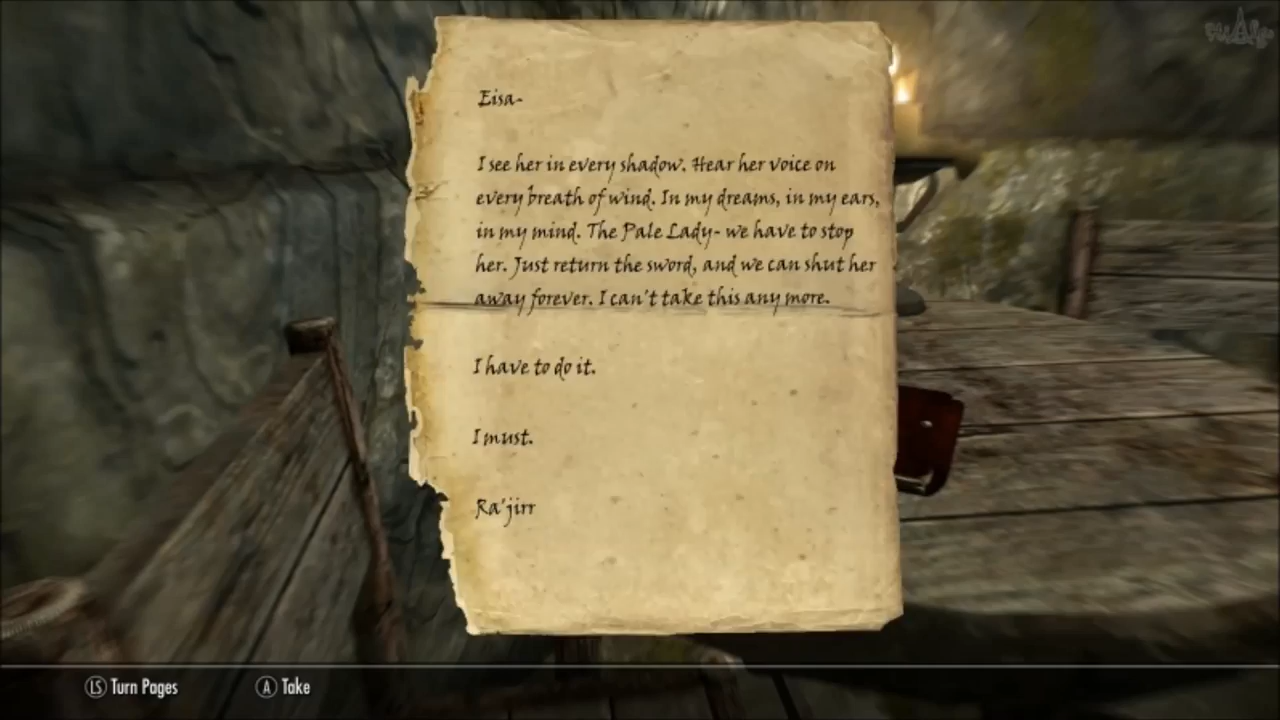 Eisa-
I see her in every shadow. Hear her voice on
every breath of wind. In my dreams, in my ears,
in my mind. The Pale Lady- we have to stop
her. Just return the sword, and we can shut her
away forever. I can't take this any more.
I have to do it.
I must.
Ra'jirr
LS Turn Pages
A Take